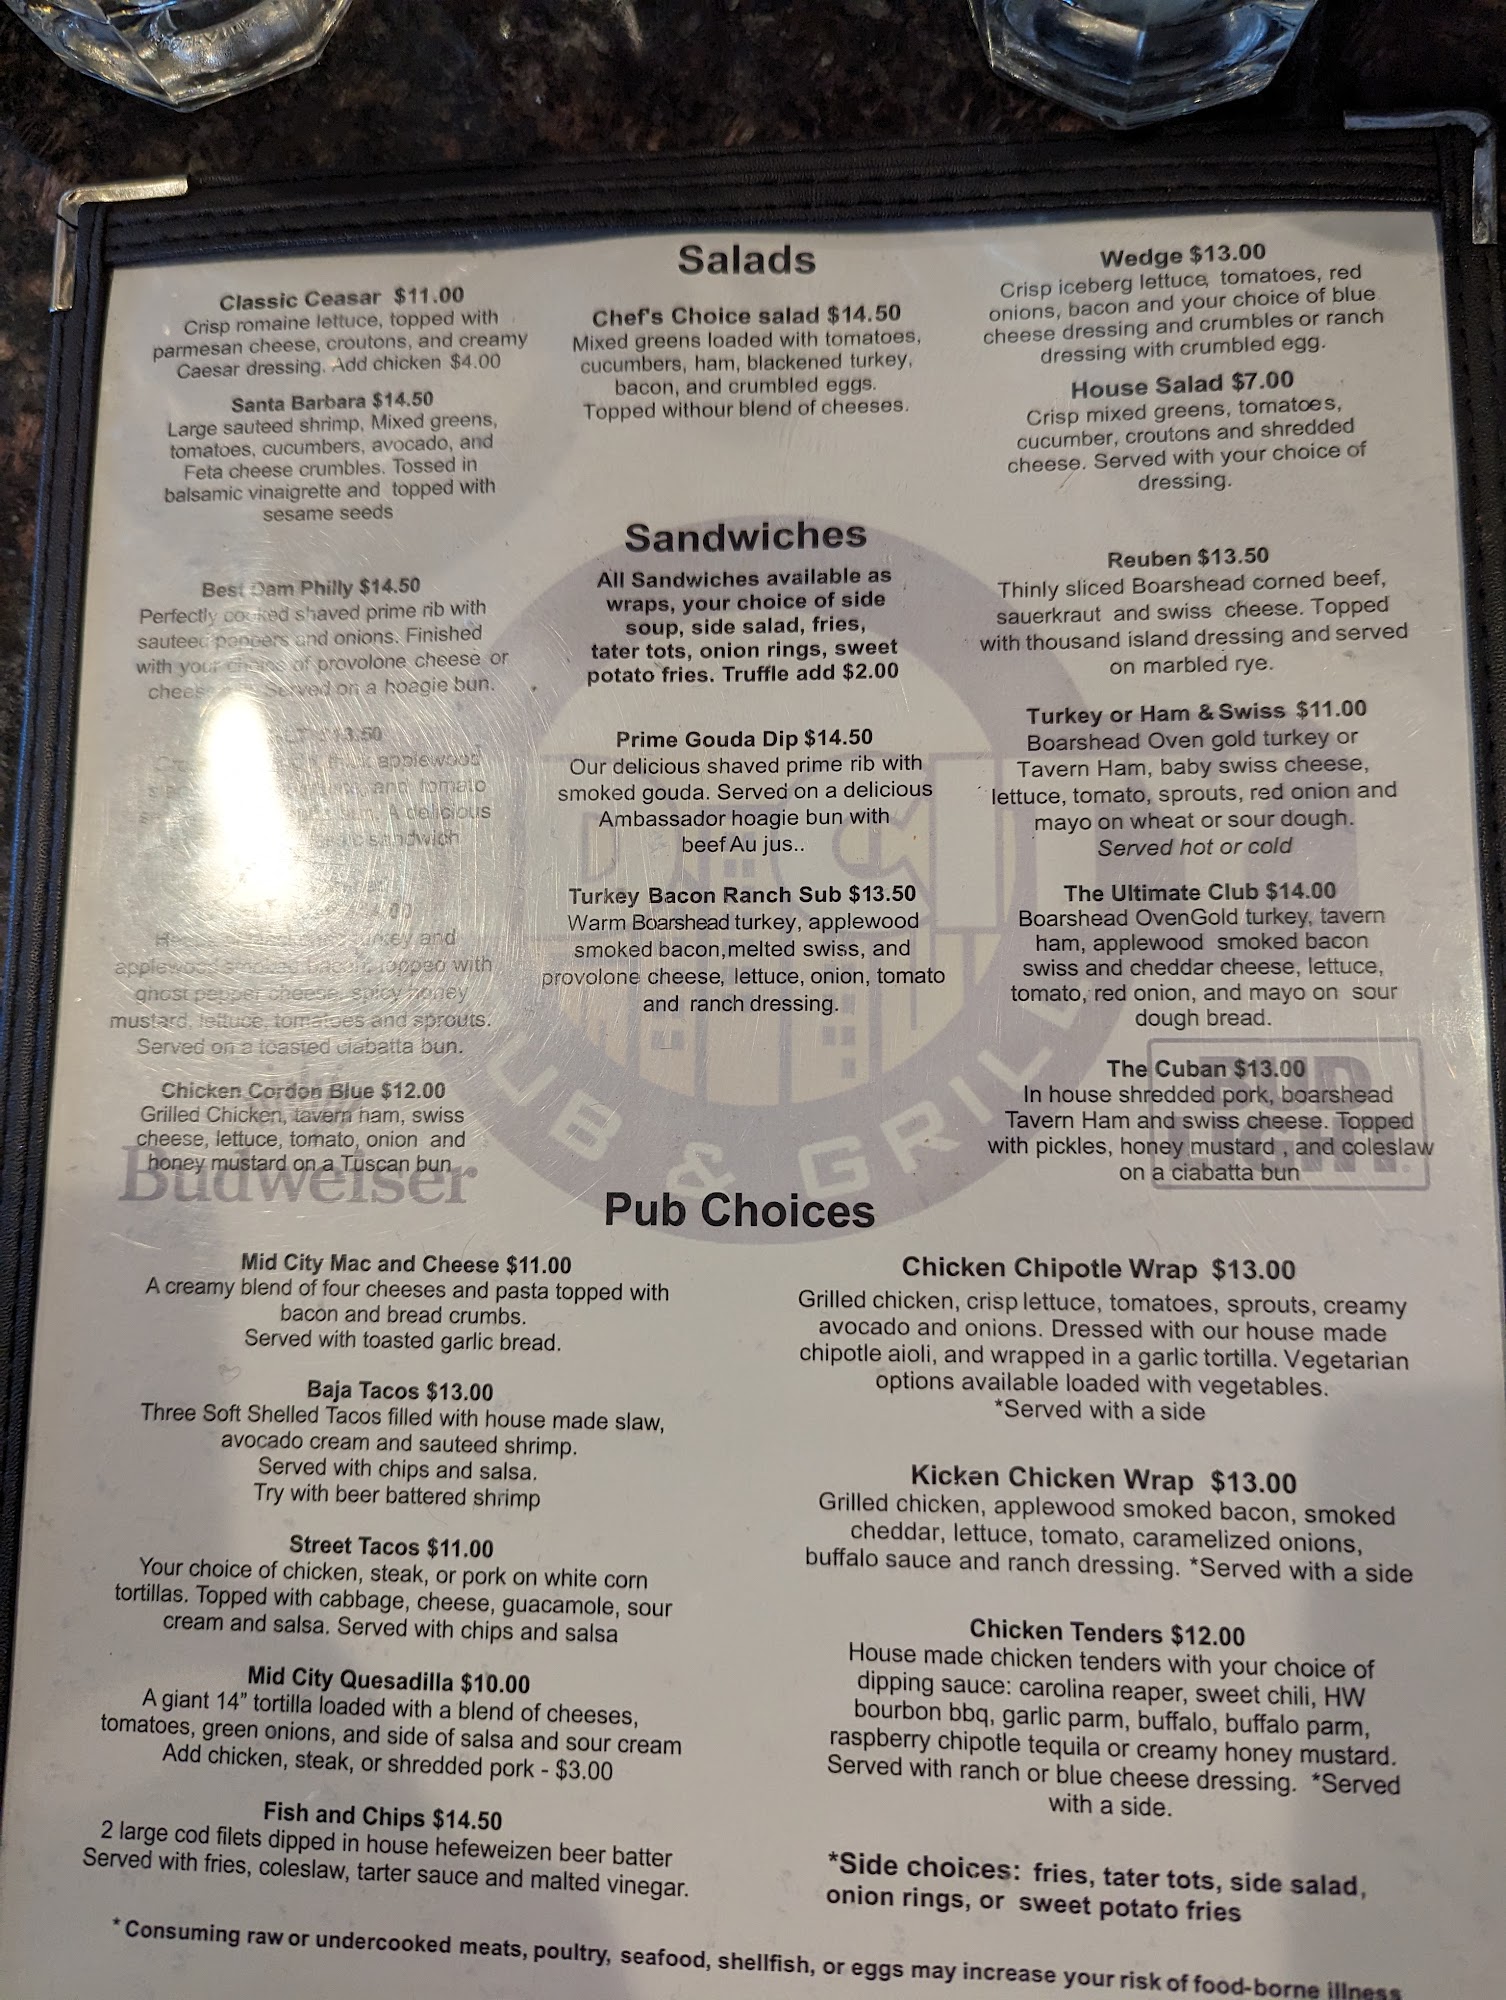 Salads
Classic Ceasar $11.00
Crisp romaine lettuce, topped with
parmesan cheese, croutons, and creamy
Caesar dressing. Add chicken $4.00
Santa Barbara $14.50
Large sauteed shrimp, Mixed greens,
tomatoes, cucumbers, avocado, and
Feta cheese crumbles. Tossed in
balsamic vinaigrette and topped with
sesame seeds
Chef's Choice salad $14.50
Mixed greens loaded with tomatoes,
cucumbers, ham, blackened turkey,
bacon, and crumbled eggs.
Topped withour blend of cheeses.
Wedge $13.00
Crisp iceberg lettuce, tomatoes, red
onions, bacon and your choice of blue
cheese dressing and crumbles or ranch
dressing with crumbled egg.
House Salad $7.00
Crisp mixed greens, tomatoes,
cucumber, croutons and shredded
cheese. Served with your choice of
dressing.
Sandwiches
All Sandwiches available as
wraps, your choice of side
soup, side salad, fries,
tater tots, onion rings, sweet
potato fries. Truffle add $2.00
Best Dam Philly $14.50
Perfectly cooked shaved prime rib with
sauteed peppers and onions. Finished
with your choice of provolone cheese or
Served on a hoagie bun.
$13.50
thick applewood
and tomato
A delicious
sandwich
turkey and
applewood smoked bacon, topped with
ghost pepper cheese, spicy honey
mustard, lettuce, tomatoes and sprouts.
Served on a toasted ciabatta bun.
Chicken Cordon Blue $12.00
Grilled Chicken, tavern ham, swiss
cheese, lettuce, tomato, onion and
honey mustard on a Tuscan bun
Budweiser
Prime Gouda Dip $14.50
Our delicious shaved prime rib with
smoked gouda. Served on a delicious
Ambassador hoagie bun with
beef Au jus..
Turkey Bacon Ranch Sub $13.50
Warm Boarshead turkey, applewood
smoked bacon,melted swiss, and
provolone cheese, lettuce, onion, tomato
and ranch dressing.
Reuben $13.50
Thinly sliced Boarshead corned beef,
sauerkraut and swiss cheese. Topped
with thousand island dressing and served
on marbled rye.
Turkey or Ham & Swiss $11.00
Boarshead Oven gold turkey or
Tavern Ham, baby swiss cheese,
lettuce, tomato, sprouts, red onion and
mayo on wheat or sour dough.
Served hot or cold
The Ultimate Club $14.00
Boarshead OvenGold turkey, tavern
ham, applewood smoked bacon
swiss and cheddar cheese, lettuce,
tomato, red onion, and mayo on sour
dough bread.
The Cuban $13.00
In house shredded pork, boarshead
Tavern Ham and swiss cheese. Topped
with pickles, honey mustard , and coleslaw
on a ciabatta bun
BUD
PUB & GRILL
Pub Choices
Mid City Mac and Cheese $11.00
A creamy blend of four cheeses and pasta topped with
bacon and bread crumbs.
Served with toasted garlic bread.
Baja Tacos $13.00
Three Soft Shelled Tacos filled with house made slaw,
avocado cream and sauteed shrimp.
Served with chips and salsa.
Try with beer battered shrimp
Street Tacos $11.00
Your choice of chicken, steak, or pork on white corn
tortillas. Topped with cabbage, cheese, guacamole, sour
cream and salsa. Served with chips and salsa
Mid City Quesadilla $10.00
A giant 14" tortilla loaded with a blend of cheeses,
tomatoes, green onions, and side of salsa and sour cream
Add chicken, steak, or shredded pork - $3.00
Fish and Chips $14.50
2 large cod filets dipped in house hefeweizen beer batter
Served with fries, coleslaw, tarter sauce and malted vinegar.
Chicken Chipotle Wrap $13.00
Grilled chicken, crisp lettuce, tomatoes, sprouts, creamy
avocado and onions. Dressed with our house made
chipotle aioli, and wrapped in a garlic tortilla. Vegetarian
options available loaded with vegetables.
*Served with a side
Kicken Chicken Wrap $13.00
Grilled chicken, applewood smoked bacon, smoked
cheddar, lettuce, tomato, caramelized onions,
buffalo sauce and ranch dressing. *Served with a side
Chicken Tenders $12.00
House made chicken tenders with your choice of
dipping sauce: carolina reaper, sweet chili, HW
bourbon bbq, garlic parm, buffalo, buffalo parm,
raspberry chipotle tequila or creamy honey mustard.
Served with ranch or blue cheese dressing. *Served
with a side.
*Side choices: fries, tater tots, side salad,
onion rings, or sweet potato fries
* Consuming raw or undercooked meats, poultry, seafood, shellfish, or eggs may increase your risk of food-borne illness